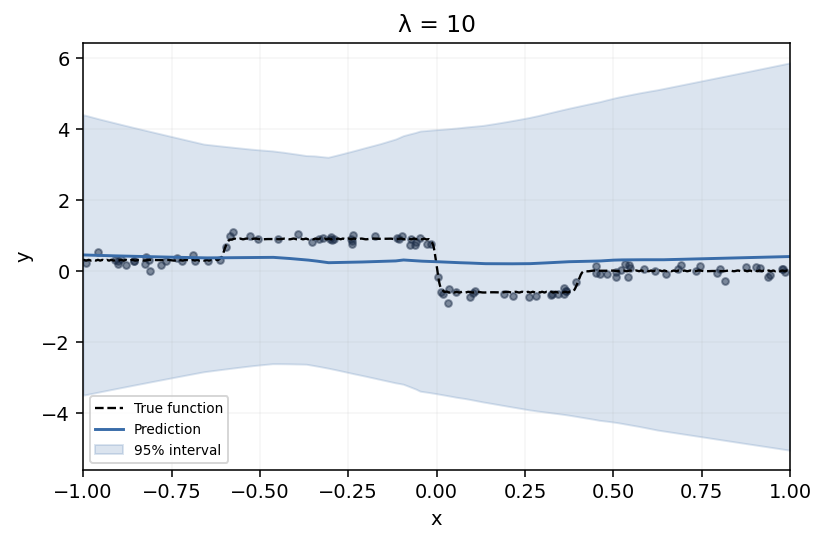 λ = 10
6
4
2
0
−2
−4
y
True function
Prediction
95% interval
−1.00 −0.75 −0.50 −0.25 0.00 0.25 0.50 0.75 1.00
x